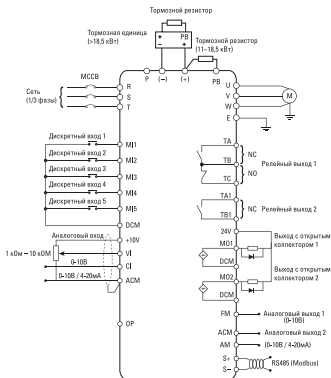 Тормозной резистор
Тормозная единица
(>18,5 кВт)
+ PB
-
Тормозной резистор
(11–18,5 кВт)
P (–) (+) PB
MCCB
Сеть
(1/3 фазы)
R
S
T
U
V
W
E
M
Дискретный вход 1
MI1
Дискретный вход 2
MI2
Дискретный вход 3
MI3
Дискретный вход 4
MI4
Дискретный вход 5
MI5
DCM
Аналоговый вход
+10V
1 кОм – 10 кОМ
VI
0-10В
CI
0-10В / 4-20мА
ACM
OP
TA
NC
TB
Релейный выход 1
NO
TC
TA1
NC Релейный выход 2
TB1
24V
MO1
Выход с открытым
коллектором 1
DCM
MO2
Выход с открытым
коллектором 2
DCM
FM
Аналоговый выход 1
(0-10В)
ACM
Аналоговый выход 2
AM
(0-10В / 4-20мА)
S+
S–
RS485 (Modbus)